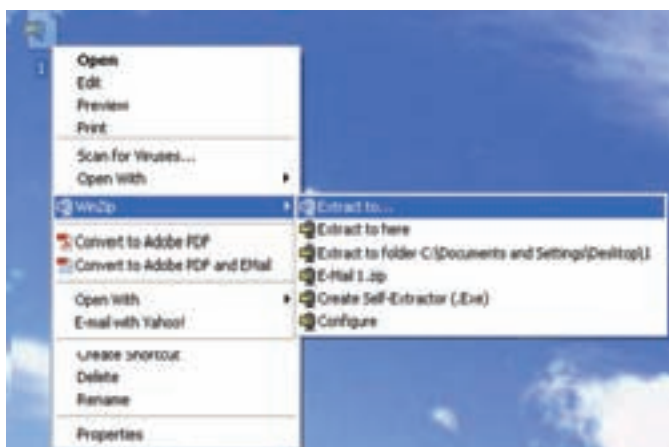 1
Open
Edit
Preview
Print
Scan for Viruses...
Open With
WinZip
Convert to Adobe PDF
Convert to Adobe PDF and EMail
Open With
E-mail with Yahoo!
Create Shortcut
Delete
Rename
Properties
Extract to...
Extract to here
Extract to folder C:\Documents and Settings\Desktop\1
E-Mail 1.zip
Create Self-Extractor (.Exe)
Configure